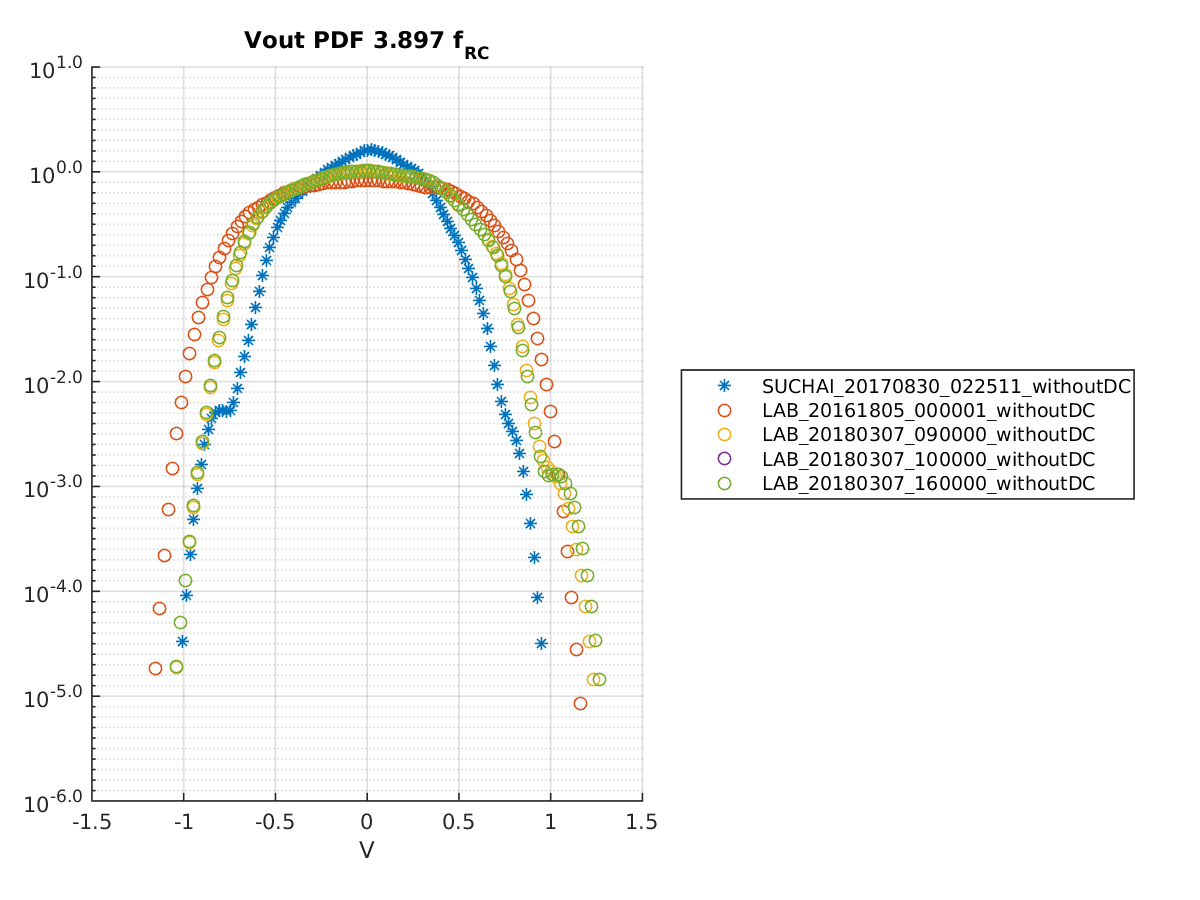 Vout PDF 3.897 f_RC
10^1.0
10^0.0
10^-1.0
10^-2.0
10^-3.0
10^-4.0
10^-5.0
10^-6.0
-1.5 -1 -0.5 0 0.5 1 1.5
V
SUCHAI_20170830_022511_withoutDC
LAB_20161805_000001_withoutDC
LAB_20180307_090000_withoutDC
LAB_20180307_100000_withoutDC
LAB_20180307_160000_withoutDC